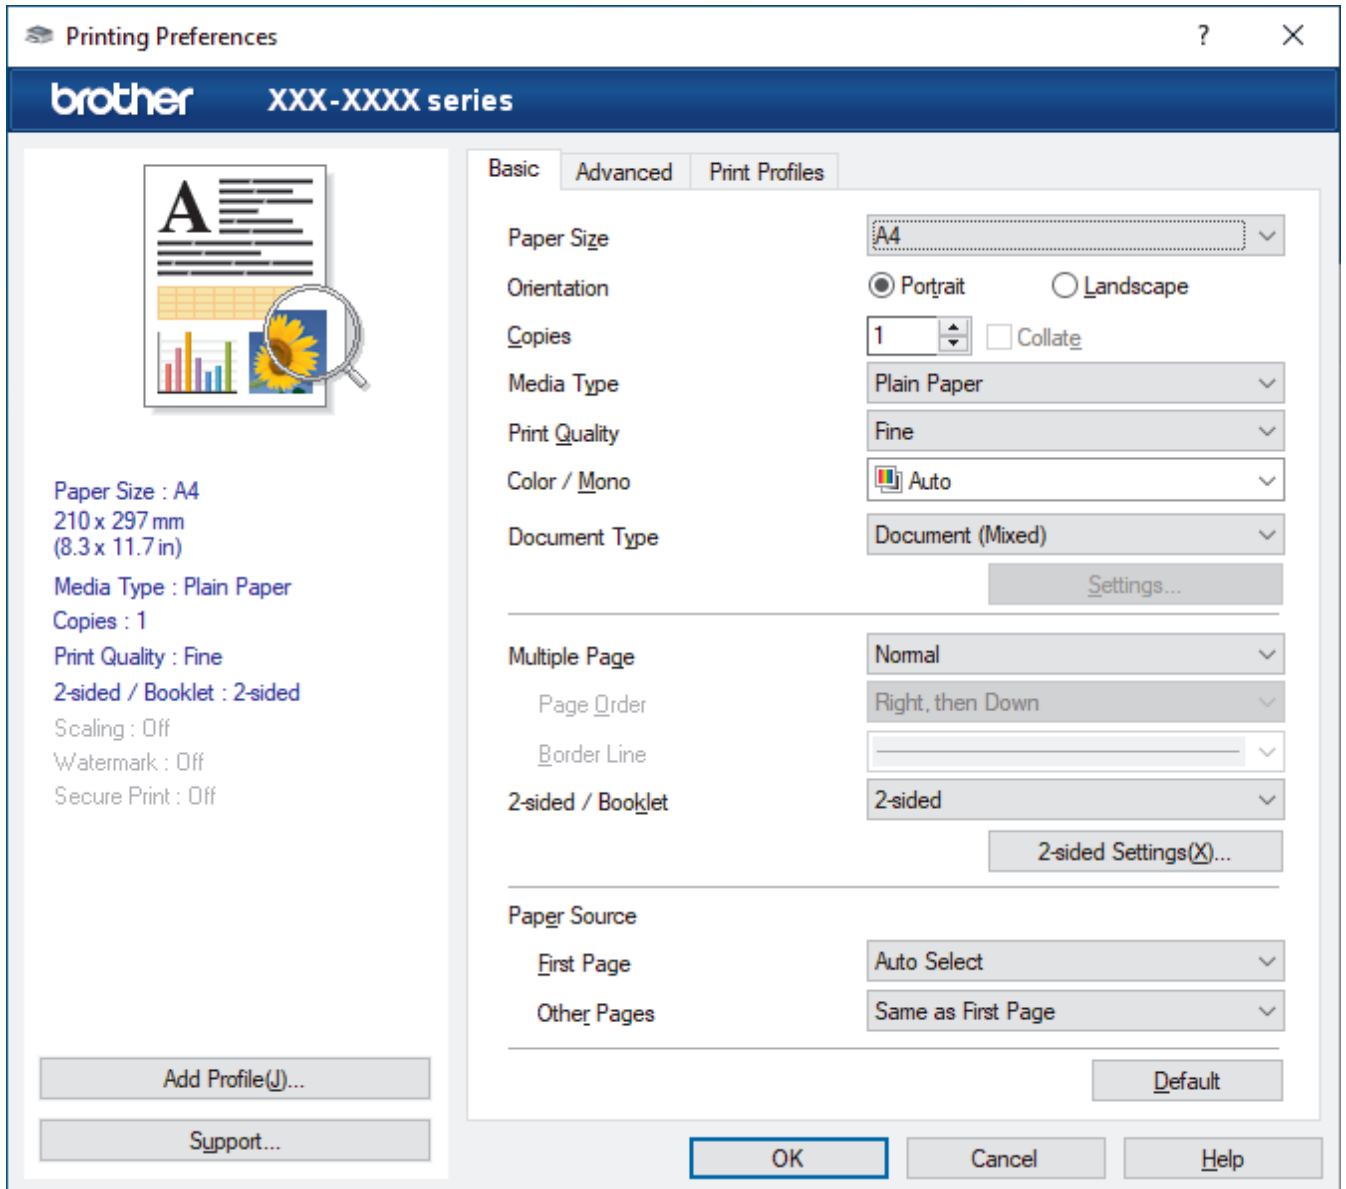 Printing Preferences ?
brother XXX-XXXX series
A
Paper Size : A4
210 x 297 mm
(8.3 x 11.7 in)
Media Type : Plain Paper
Copies : 1
Print Quality : Fine
2-sided / Booklet : 2-sided
Scaling : Off
Watermark : Off
Secure Print : Off
Add Profile(J)...
Support...
Basic Advanced Print Profiles
Paper Size A4
Orientation Portrait Landscape
Copies 1 Collate
Media Type Plain Paper
Print Quality Fine
Color / Mono Auto
Document Type Document (Mixed)
Settings...
Multiple Page Normal
Page Order Right, then Down
Border Line
2-sided / Booklet 2-sided
2-sided Settings(X)...
Paper Source
First Page Auto Select
Other Pages Same as First Page
Default
OK Cancel Help